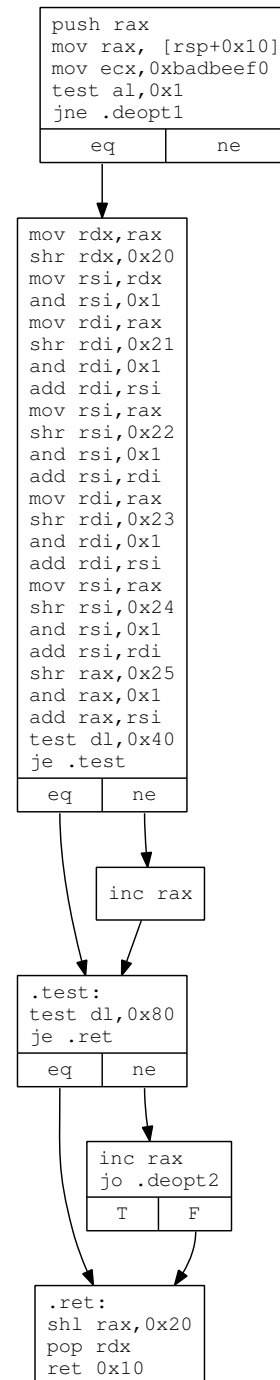 push rax
mov rax, [rsp+0x10]
mov ecx,0xbadbeef0
test al,0x1
jne .deopt1
eq ne
mov rdx,rax
shr rdx,0x20
mov rsi,rdx
and rsi,0x1
mov rdi,rax
shr rdi,0x21
and rdi,0x1
add rdi,rsi
mov rsi,rax
shr rsi,0x22
and rsi,0x1
add rsi,rdi
mov rdi,rax
shr rdi,0x23
and rdi,0x1
add rdi,rsi
mov rsi,rax
shr rsi,0x24
and rsi,0x1
add rsi,rdi
shr rax,0x25
and rax,0x1
add rax,rsi
test dl,0x40
je .test
eq ne
inc rax
.test:
test dl,0x80
je .ret
eq ne
inc rax
jo .deopt2
T F
.ret:
shl rax,0x20
pop rdx
ret 0x10